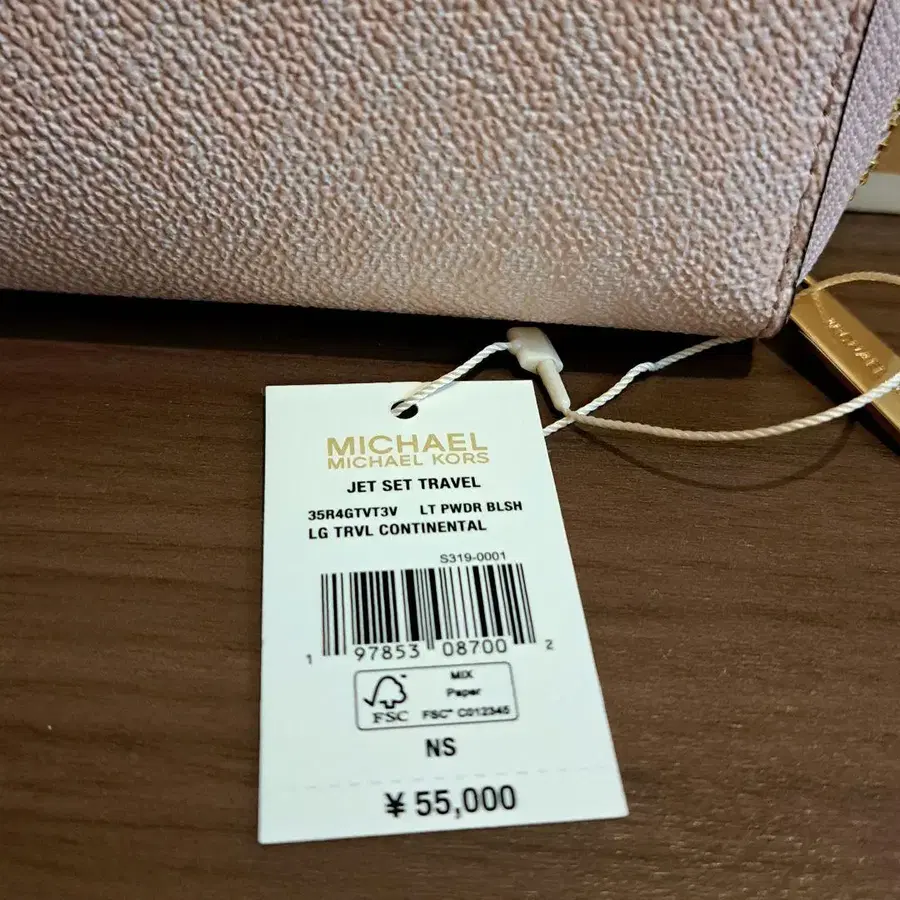 MICHAEL
MICHAEL KORS
JET SET TRAVEL
35R4GTVT3V LT PWDR BLSH
LG TRVL CONTINENTAL
S319-0001
1 97853 08700 2
FSC
MIX
Paper
FSC™ C012345
NS
¥ 55,000